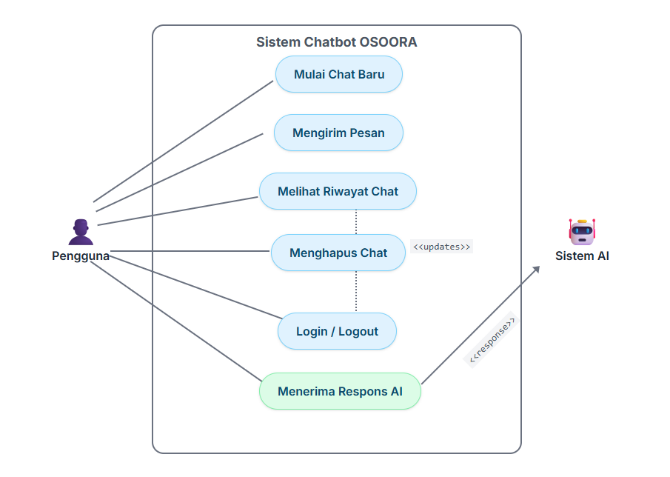 Sistem Chatbot OSOORA
Mulai Chat Baru
Mengirim Pesan
Melihat Riwayat Chat
Pengguna
Menghapus Chat
<<updates>>
Sistem AI
Login / Logout
<<response>>
Menerima Respons AI